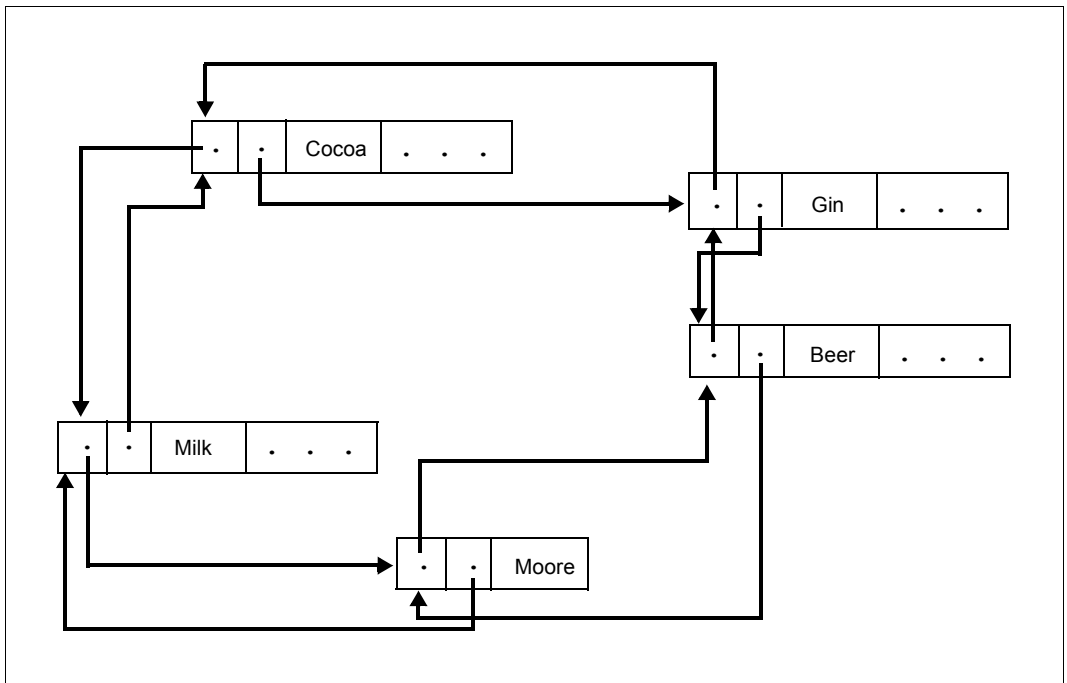 . . Cocoa . . .
. . Gin . . .
. . Beer . . .
. . Milk . . .
. . Moore